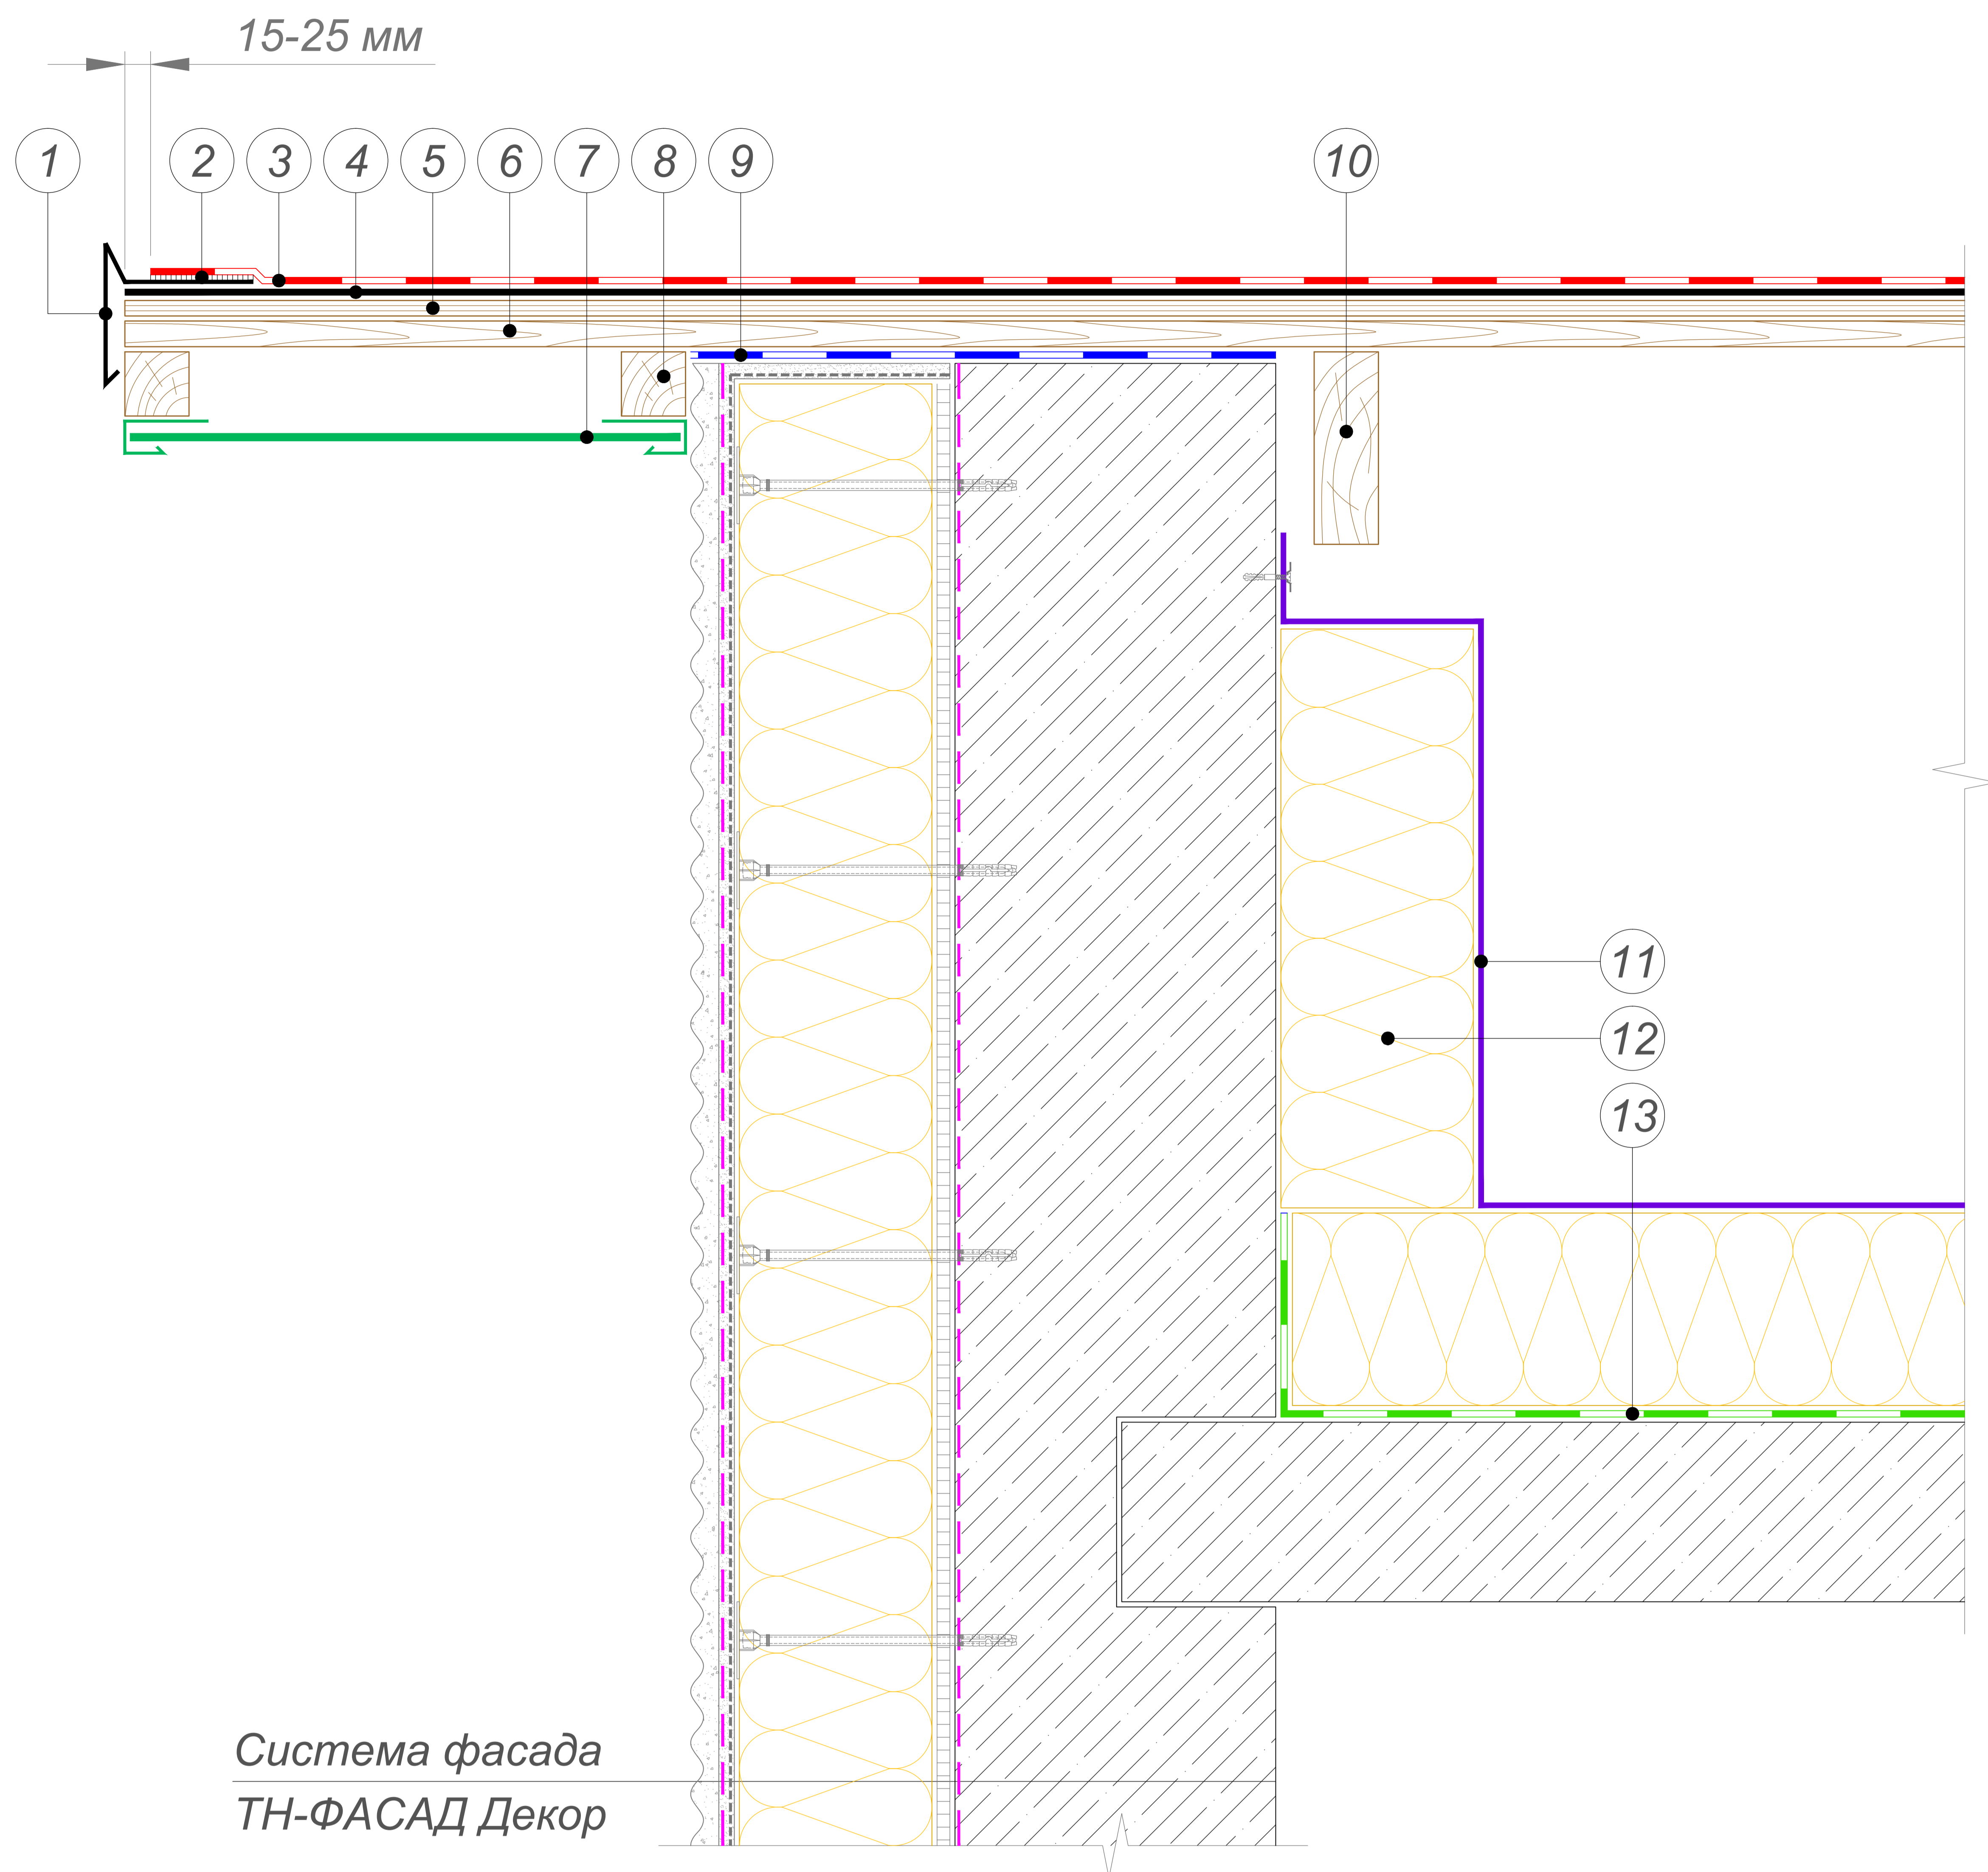 15-25 мм
1 2 3 4 5 6 7 8 9 10
11
12
13
Система фасада
ТН-ФАСАД Декор